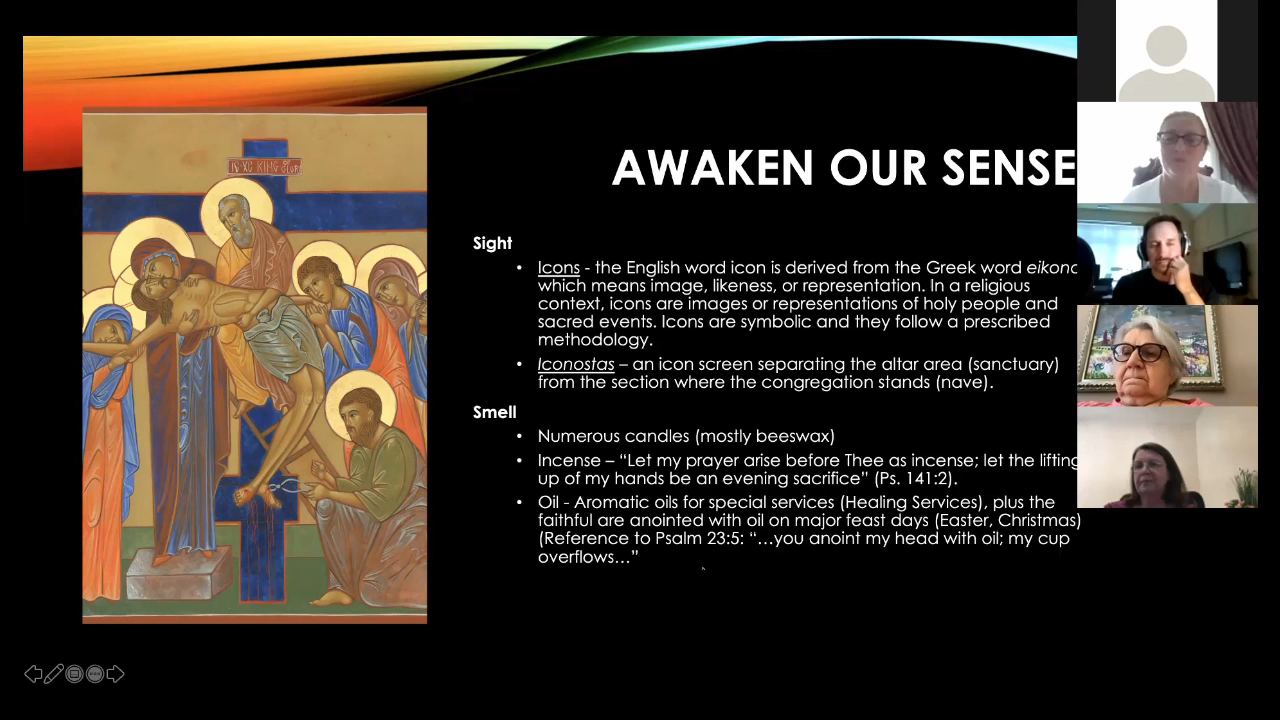 IS XC KING OF GLORY
AWAKEN OUR SENSE
Sight
• Icons - the English word icon is derived from the Greek word eikona
which means image, likeness, or representation. In a religious
context, icons are images or representations of holy people and
sacred events. Icons are symbolic and they follow a prescribed
methodology.
• Iconostas – an icon screen separating the altar area (sanctuary)
from the section where the congregation stands (nave).
Smell
• Numerous candles (mostly beeswax)
• Incense – “Let my prayer arise before Thee as incense; let the lifting
up of my hands be an evening sacrifice” (Ps. 141:2).
• Oil - Aromatic oils for special services (Healing Services), plus the
faithful are anointed with oil on major feast days (Easter, Christmas)
(Reference to Psalm 23:5: “…you anoint my head with oil; my cup
overflows…”